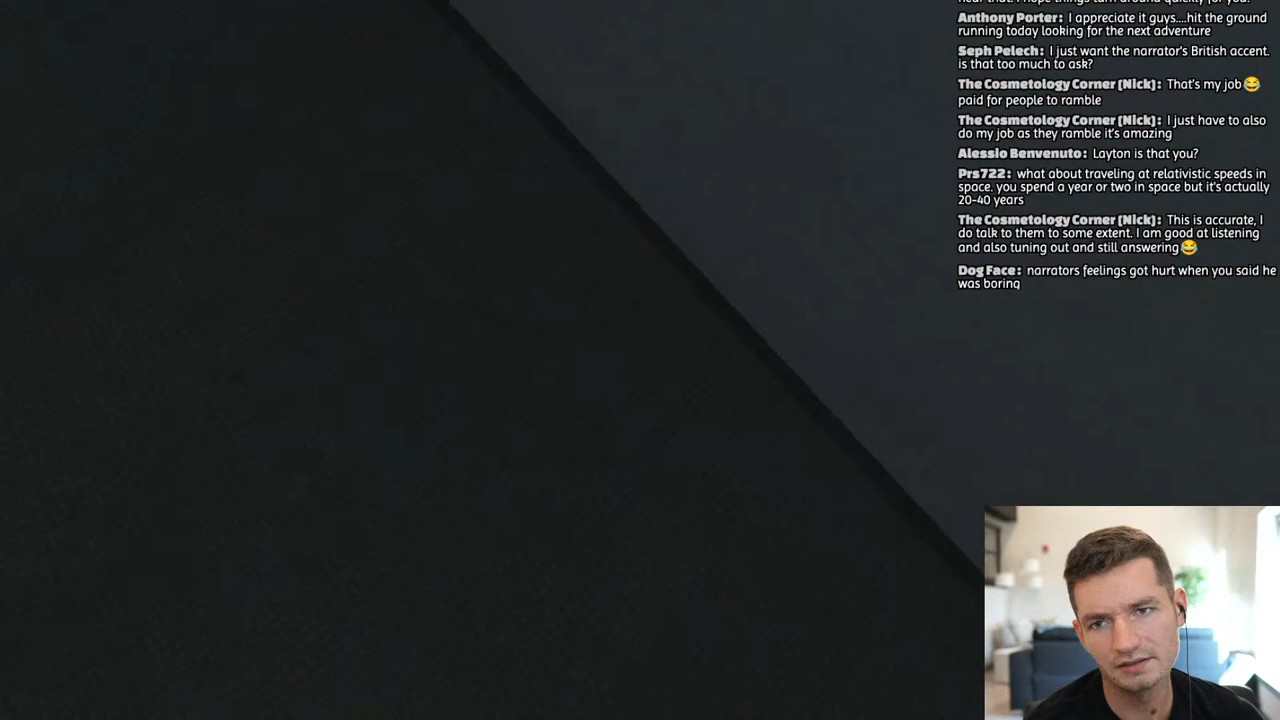 Anthony Porter: I appreciate it guys....hit the ground
running today looking for the next adventure
Seph Pelech: I just want the narrator's British accent.
is that too much to ask?
The Cosmetology Corner [Nick]: That's my job😂
paid for people to ramble
The Cosmetology Corner [Nick]: I just have to also
do my job as they ramble it's amazing
Alessio Benvenuto: Layton is that you?
Prs722: what about traveling at relativistic speeds in
space. you spend a year or two in space but it's actually
20-40 years
The Cosmetology Corner [Nick]: This is accurate, I
do talk to them to some extent. I am good at listening
and also tuning out and still answering😂
Dog Face: narrators feelings got hurt when you said he
was boring